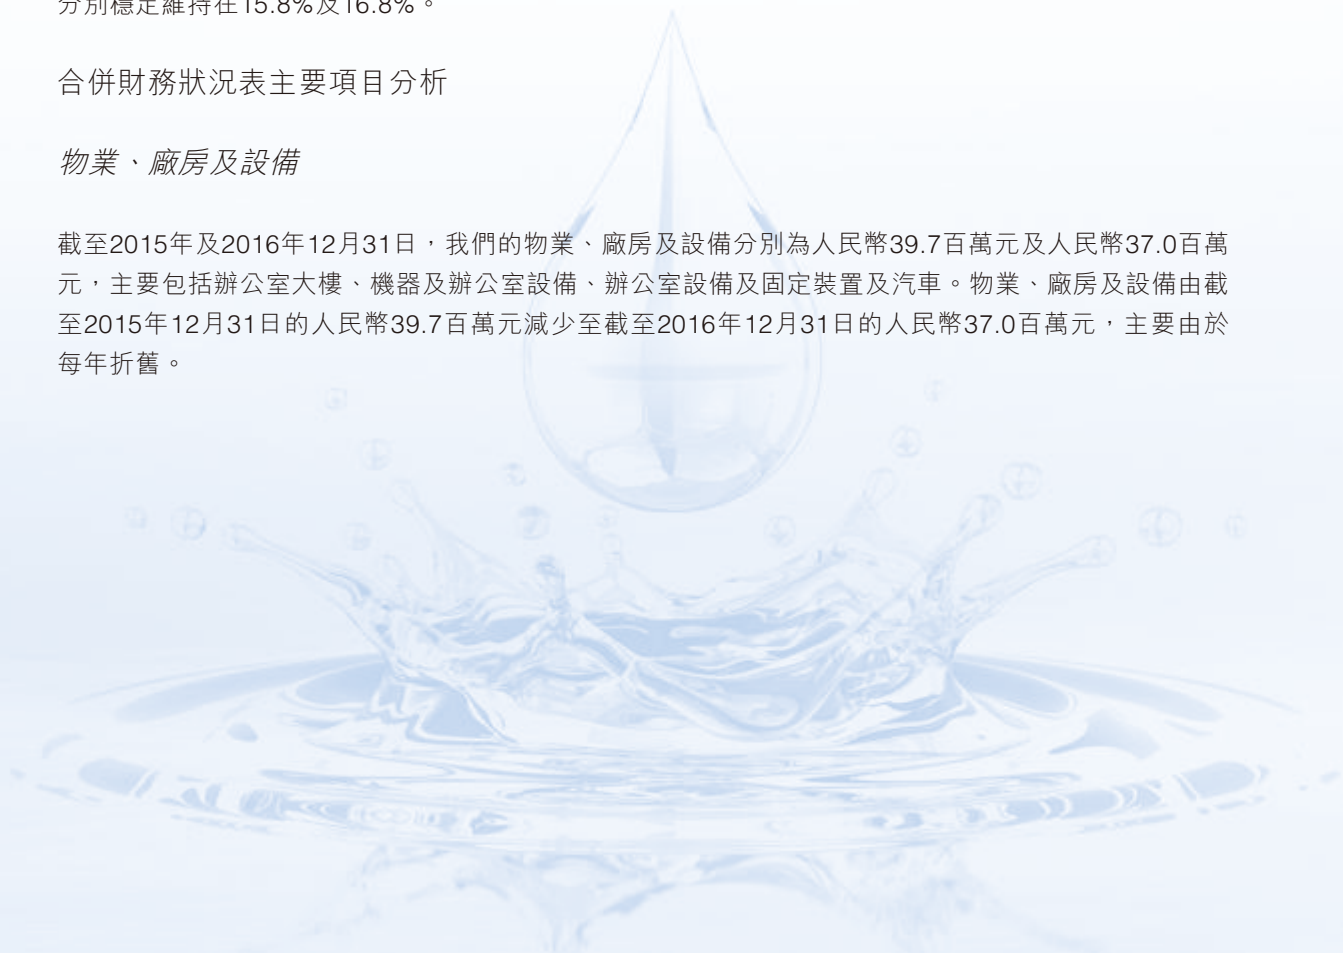 分別穩定維持在15.8%及16.8%。
合併財務狀況表主要項目分析
物業、廠房及設備
截至2015年及2016年12月31日，我們的物業、廠房及設備分別為人民幣39.7百萬元及人民幣37.0百萬
元，主要包括辦公室大樓、機器及辦公室設備、辦公室設備及固定裝置及汽車。物業、廠房及設備由截
至2015年12月31日的人民幣39.7百萬元減少至截至2016年12月31日的人民幣37.0百萬元，主要由於
每年折舊。